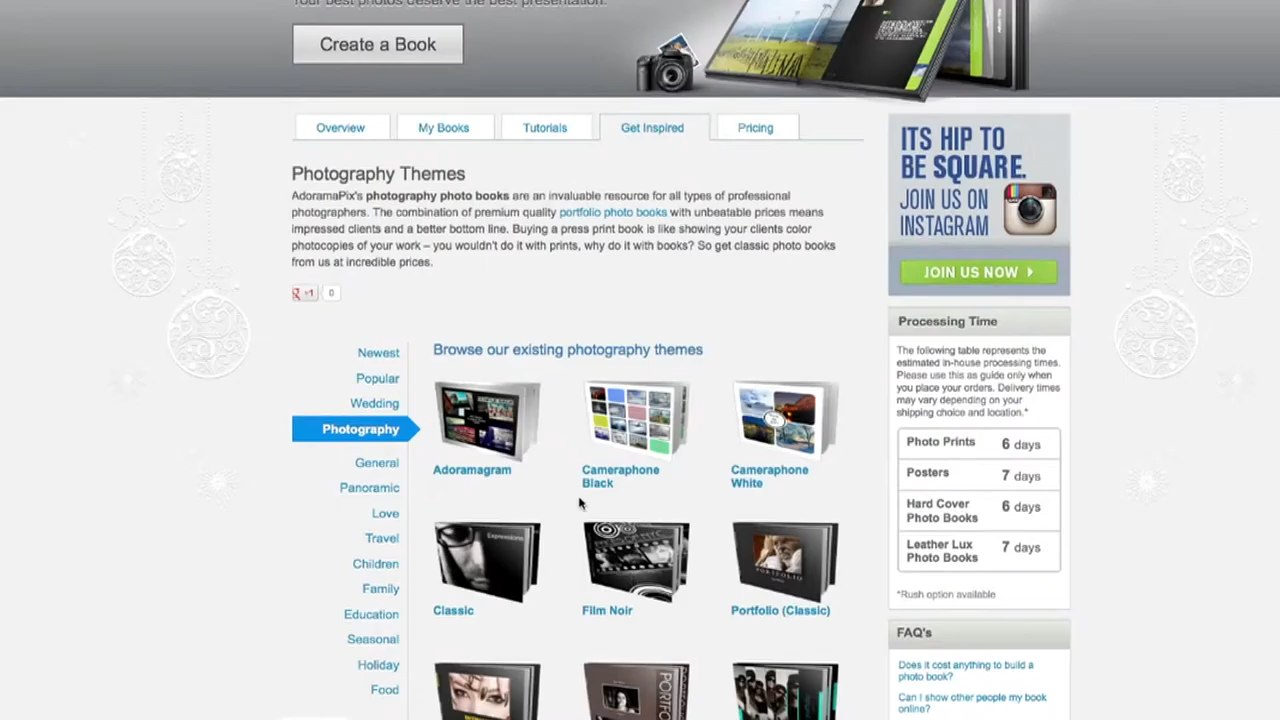 Your best photos deserve the best presentation.
Create a Book
Overview
My Books
Tutorials
Get Inspired
Pricing
Photography Themes
AdoramaPix's photography photo books are an invaluable resource for all types of professional
photographers. The combination of premium quality portfolio photo books with unbeatable prices means
impressed clients and a better bottom line. Buying a press print book is like showing your clients color
photocopies of your work – you wouldn't do it with prints, why do it with books? So get classic photo books
from us at incredible prices.
+1
0
Newest
Popular
Wedding
Photography
General
Panoramic
Love
Travel
Children
Family
Education
Seasonal
Holiday
Food
Browse our existing photography themes
Adoramagram
Cameraphone
Black
Cameraphone
White
Expressions
PORTFOLIO
Classic
Film Noir
Portfolio (Classic)
ITS HIP TO
BE SQUARE.
JOIN US ON
INSTAGRAM
JOIN US NOW
Processing Time
The following table represents the
estimated in-house processing times.
Please use this as guide only when
you place your orders. Delivery times
may vary depending on your
shipping choice and location.*
Photo Prints 6 days
Posters 7 days
Hard Cover
Photo Books 6 days
Leather Lux
Photo Books 7 days
*Rush option available
FAQ's
Does it cost anything to build a
photo book?
Can I show other people my book
online?